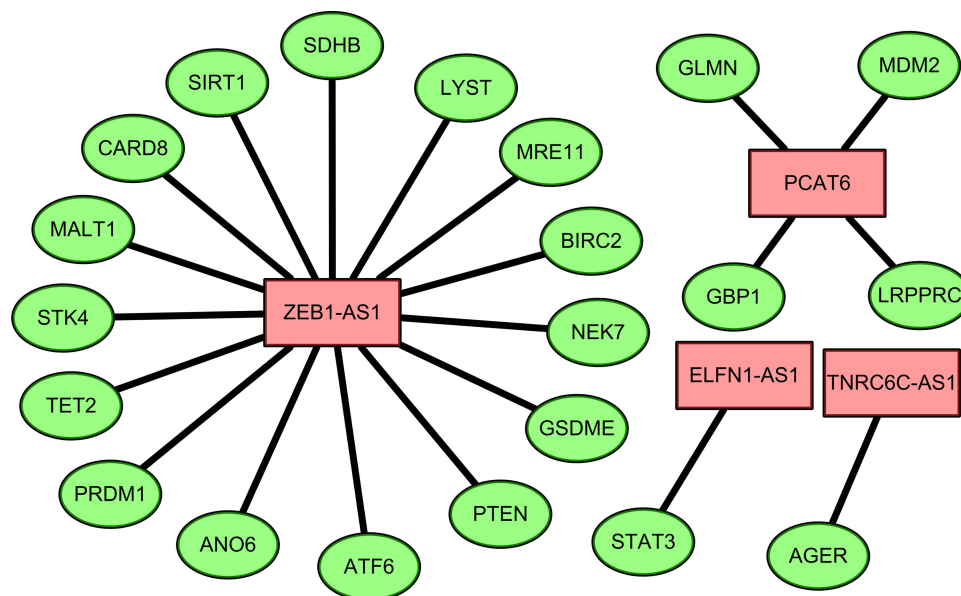 SDHB
SIRT1
LYST
CARD8
MRE11
MALT1
BIRC2
ZEB1-AS1
STK4
NEK7
TET2
GSDME
PRDM1
PTEN
ANO6
ATF6
GLMN
MDM2
PCAT6
GBP1
LRPPRC
ELFN1-AS1
TNRC6C-AS1
STAT3
AGER